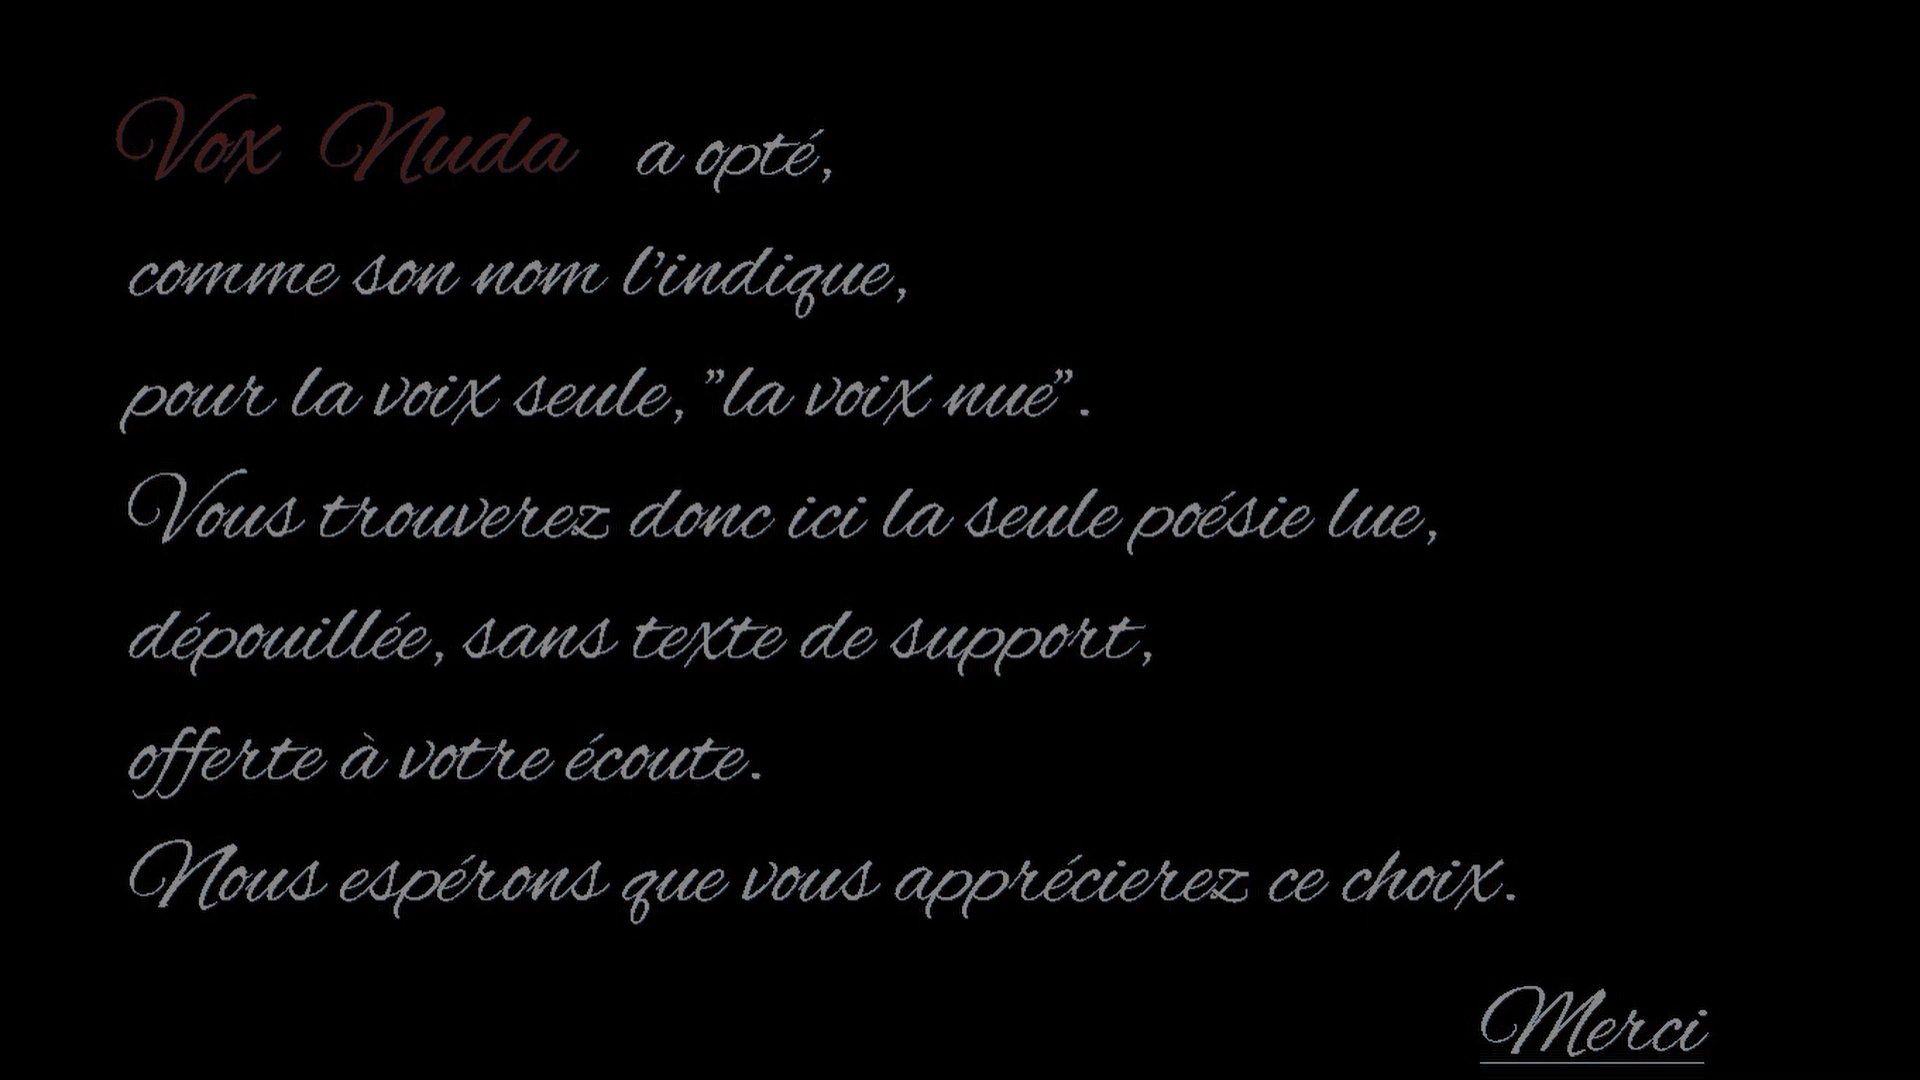 Vox Nuda a opté,
comme son nom l'indique,
pour la voix seule, "la voix nue".
Vous trouverez donc ici la seule poésie lue,
dépouillée, sans texte de support,
offerte à votre écoute.
Nous espérons que vous apprécierez ce choix.
Merci